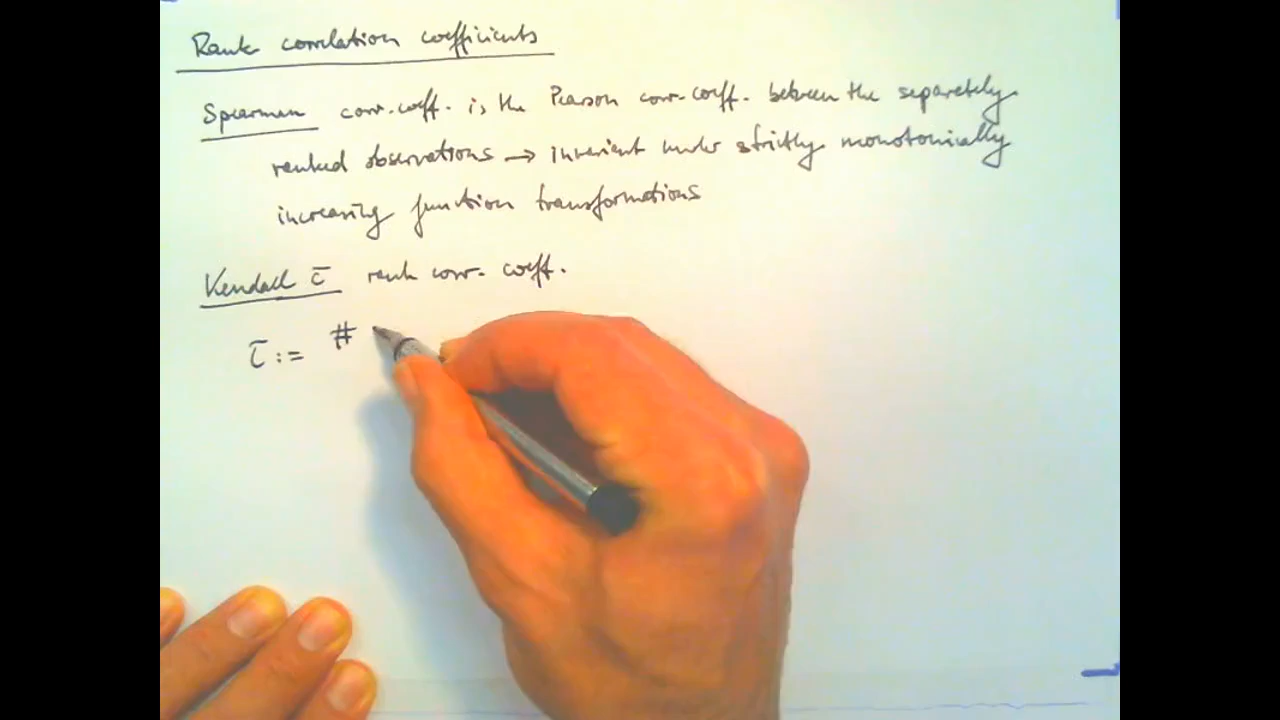 Rank correlation coefficients
Spearman corr. coeff. is the Pearson corr. coeff. between the separetely
ranked observations → invariant under strictly monotonically
increasing function transformations
Kendall τ rank corr. coeff.
τ := #